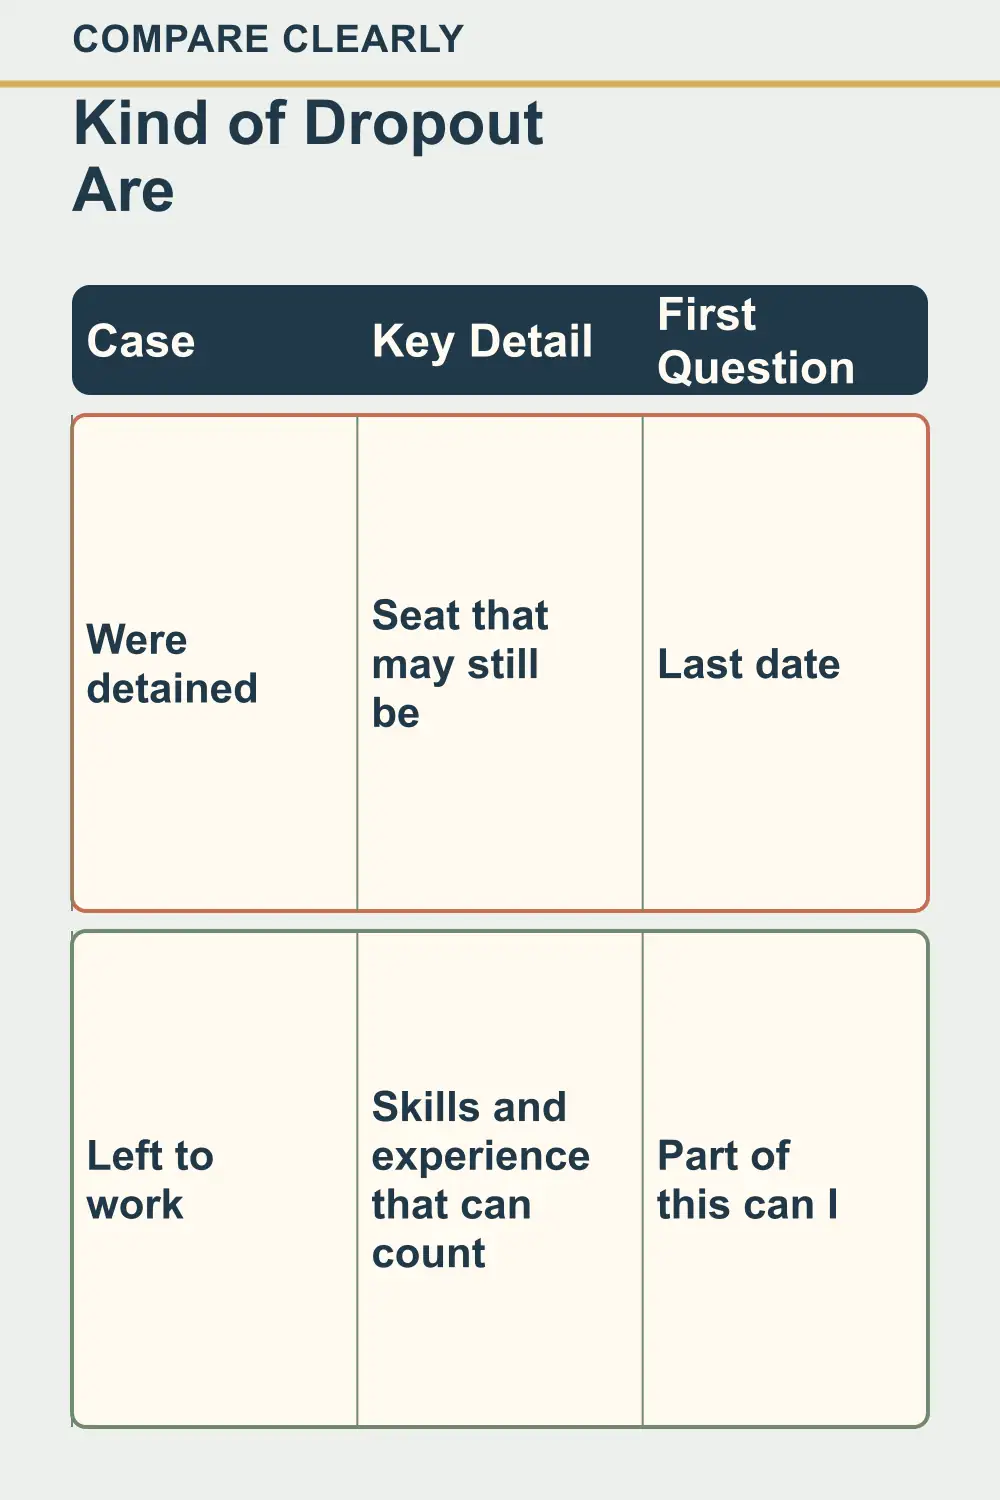 COMPARE CLEARLY
Kind of Dropout
Are
Case
Key Detail
First
Question
Were
detained
Seat that
may still
be
Last date
Left to
work
Skills and
experience
that can
count
Part of
this can I